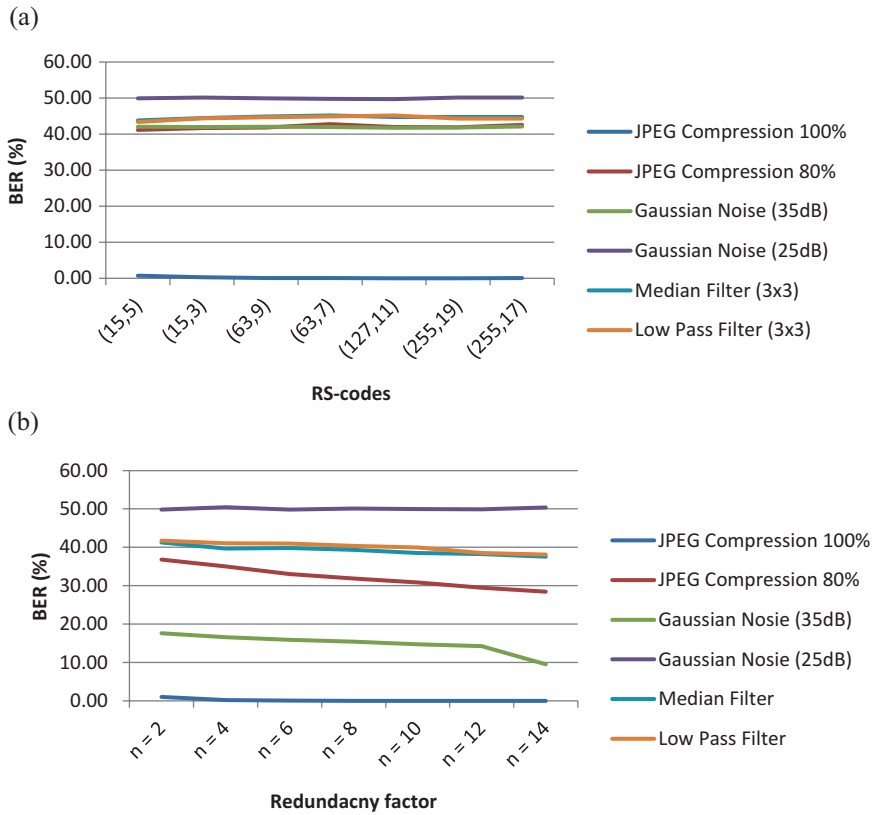 (a)
60.00
50.00
40.00
30.00
20.00
10.00
0.00
BER (%)
(15,5)
(15,3)
(63,9)
(63,7)
(127,11)
(255,19)
(255,17)
RS-codes
JPEG Compression 100%
JPEG Compression 80%
Gaussian Noise (35dB)
Gaussian Noise (25dB)
Median Filter (3x3)
Low Pass Filter (3x3)
(b)
60.00
50.00
40.00
30.00
20.00
10.00
0.00
BER (%)
n = 2
n = 4
n = 6
n = 8
n = 10
n = 12
n = 14
Redundacny factor
JPEG Compression 100%
JPEG Compression 80%
Gaussian Nosie (35dB)
Gaussian Nosie (25dB)
Median Filter
Low Pass Filter